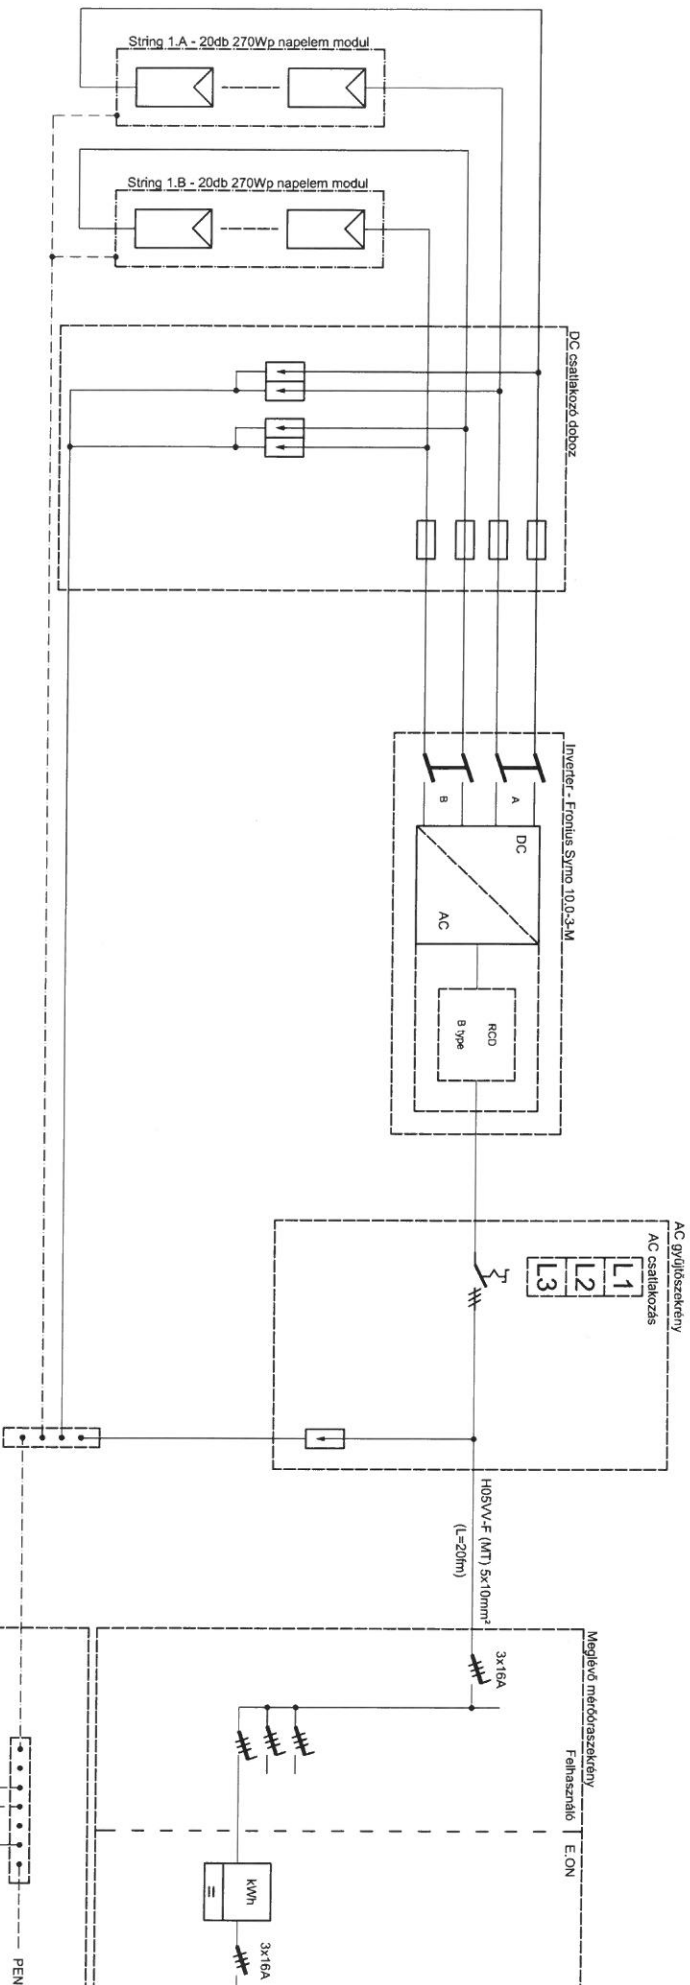 String 1.A - 20db 270Wp napelem modul
String 1.B - 20db 270Wp napelem modul
DC csatlakozó doboz
Inverter - Fronius Symo 10.0-3-M
A
B
DC
AC
RCD
B type
AC gyűjtőszekrény
AC csatlakozás
L1
L2
L3
H05VV-F (MT) 5x10mm²
(L=20fm)
Meglévő mérőóraszekrény
3x16A
Felhasználó
E.ON
kWh
3x16A
PEN